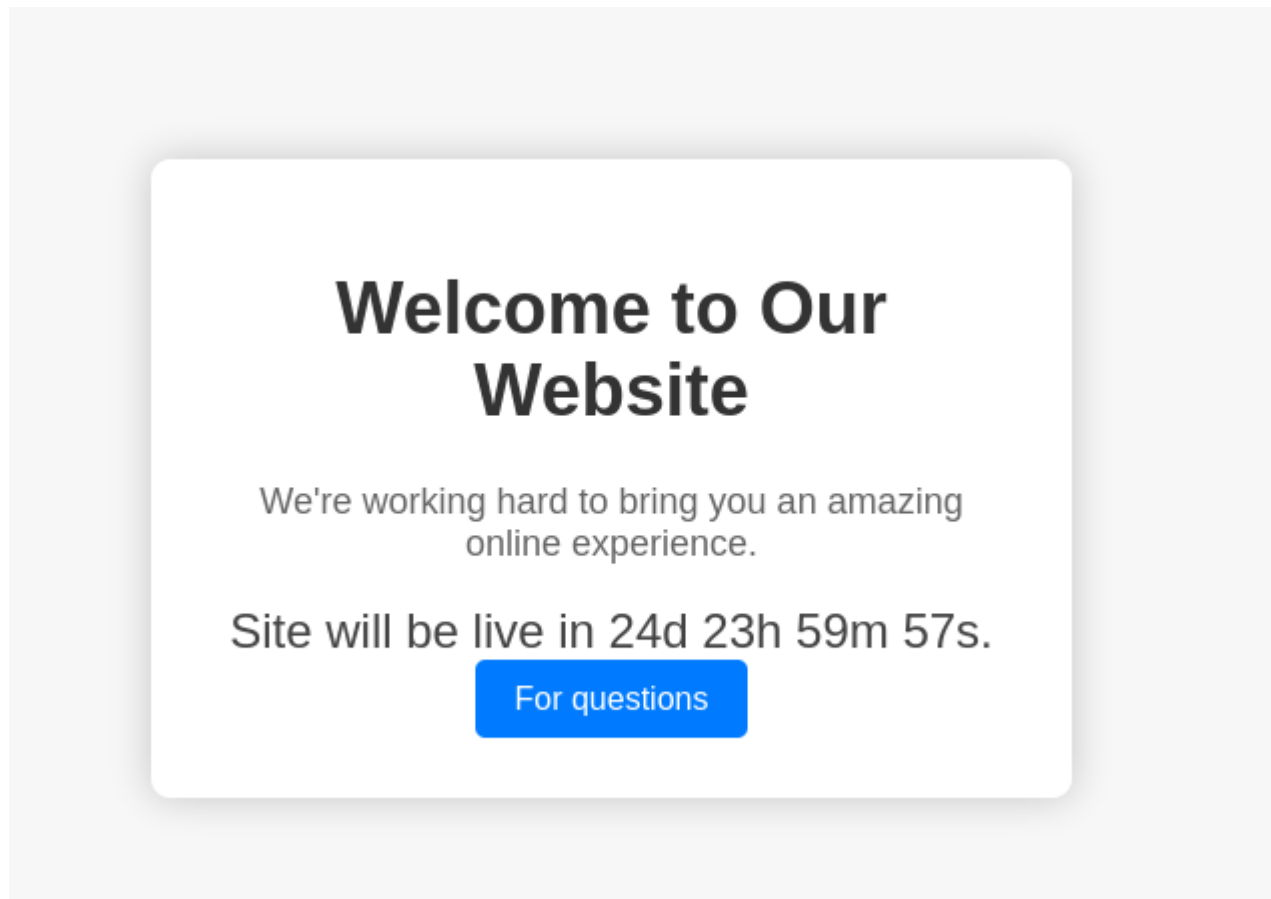 Welcome to Our
Website
We're working hard to bring you an amazing
online experience.
Site will be live in 24d 23h 59m 57s.
For questions